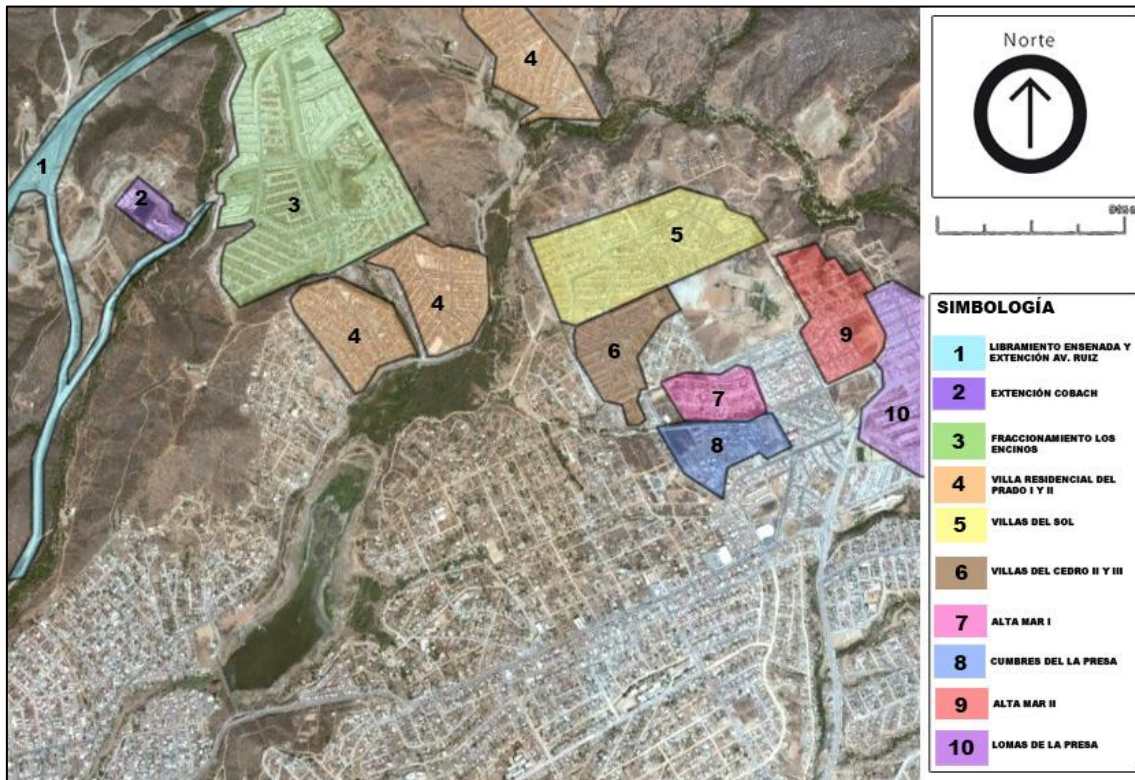 4
1
2
3
5
4
4
6
9
7
10
8
Norte
SIMBOLOGÍA
1 LIBRAMIENTO ENSENADA Y
EXTENCIÓN AV. RUIZ
2 EXTENCIÓN COBACH
3 FRACCIONAMIENTO LOS
ENCINOS
4 VILLA RESIDENCIAL DEL
PRADO I Y II
5 VILLAS DEL SOL
6 VILLAS DEL CEDRO II Y III
7 ALTA MAR I
8 CUMBRES DEL LA PRESA
9 ALTA MAR II
10 LOMAS DE LA PRESA